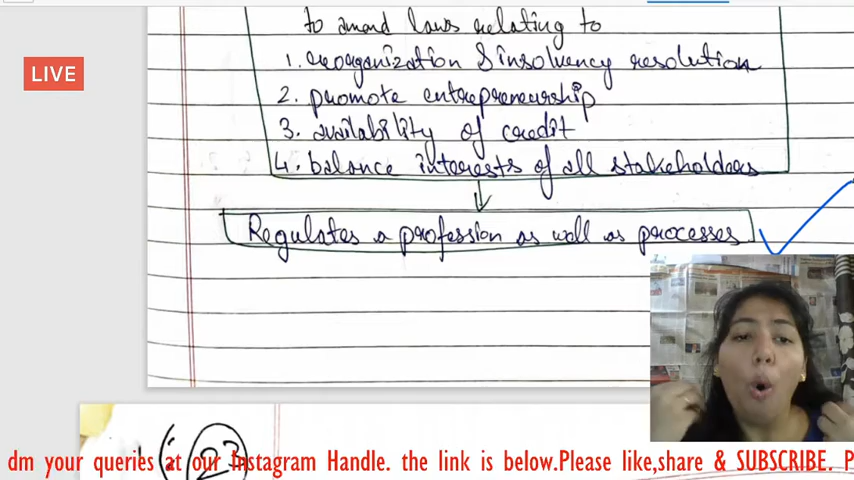 to amend laws relating to
1. reorganization & insolvency resolution
2. promote entrepreneurship
3. availability of credit
4. balance interests of all stakeholders
Regulates a profession as well as processes
LIVE
23
dm your queries at our Instagram Handle. the link is below.Please like,share & SUBSCRIBE. P